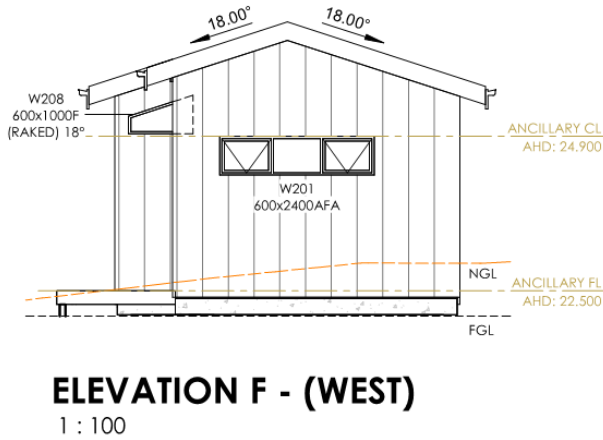 18.00°
18.00°
W208
600x1000F
(RAKED) 18°
ANCILLARY CL
AHD: 24.900
W201
600x2400AFA
NGL
ANCILLARY FL
AHD: 22.500
FGL
ELEVATION F - (WEST)
1 : 100